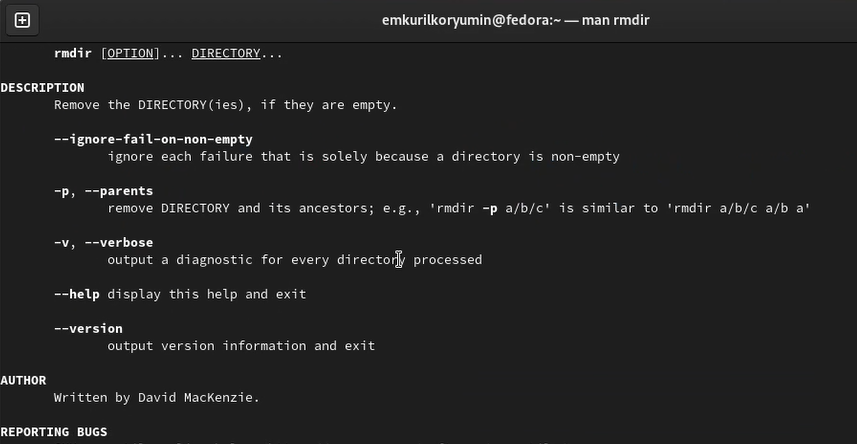 emkurilkoryumin@fedora:~ — man rmdir
rmdir [OPTION]... DIRECTORY...
DESCRIPTION
Remove the DIRECTORY(ies), if they are empty.
--ignore-fail-on-non-empty
ignore each failure that is solely because a directory is non-empty
-p, --parents
remove DIRECTORY and its ancestors; e.g., 'rmdir -p a/b/c' is similar to 'rmdir a/b/c a/b a'
-v, --verbose
output a diagnostic for every directory processed
--help display this help and exit
--version
output version information and exit
AUTHOR
Written by David MacKenzie.
REPORTING BUGS